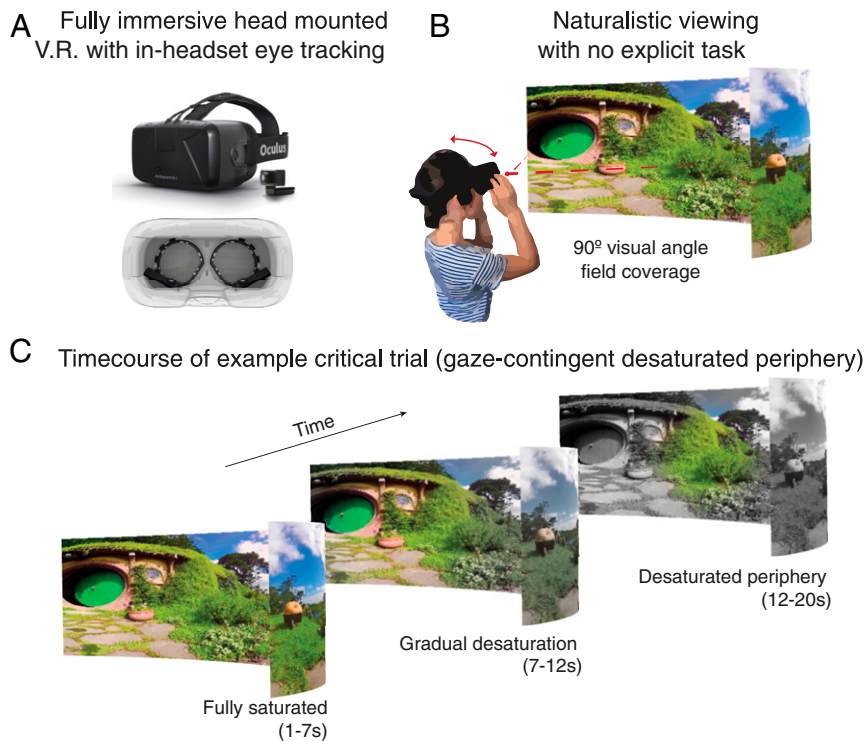 A
Fully immersive head mounted
V.R. with in-headset eye tracking
Oculus
B
Naturalistic viewing
with no explicit task
90º visual angle
field coverage
C
Timecourse of example critical trial (gaze-contingent desaturated periphery)
Time
Fully saturated
(1-7s)
Gradual desaturation
(7-12s)
Desaturated periphery
(12-20s)